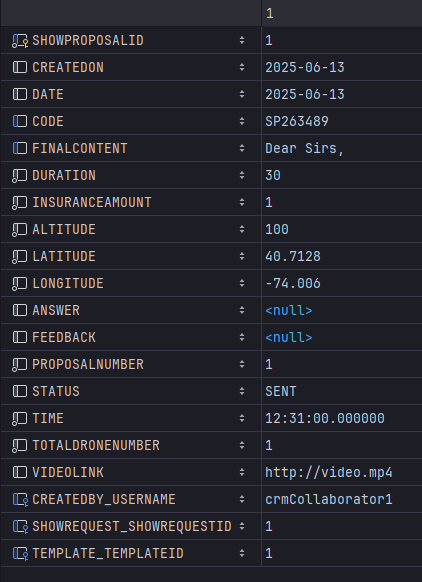 1
SHOWPROPOSALID 1
CREATEDON 2025-06-13
DATE 2025-06-13
CODE SP263489
FINALCONTENT Dear Sirs,
DURATION 30
INSURANCEAMOUNT 1
ALTITUDE 100
LATITUDE 40.7128
LONGITUDE -74.006
ANSWER <null>
FEEDBACK <null>
PROPOSALNUMBER 1
STATUS SENT
TIME 12:31:00.000000
TOTALDRONENUMBER 1
VIDEOLINK http://video.mp4
CREATEDBY_USERNAME crmCollaborator1
SHOWREQUEST_SHOWREQUESTID 1
TEMPLATE_TEMPLATEID 1